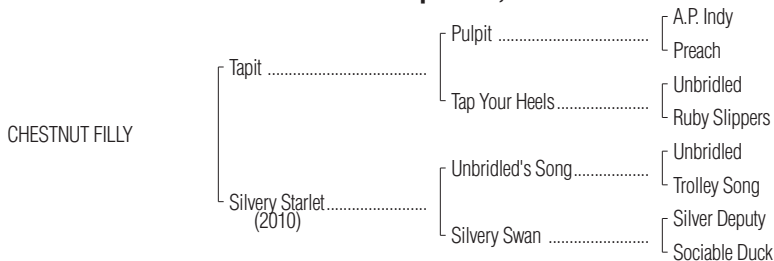 A.P. Indy
Pulpit ..........................................
Preach
Tapit ....................................
Unbridled
Tap Your Heels.........................
Ruby Slippers
CHESTNUT FILLY
Unbridled
Unbridled's Song.....................
Trolley Song
Silvery Starlet.......................
(2010)
Silver Deputy
Silvery Swan ...........................
Sociable Duck